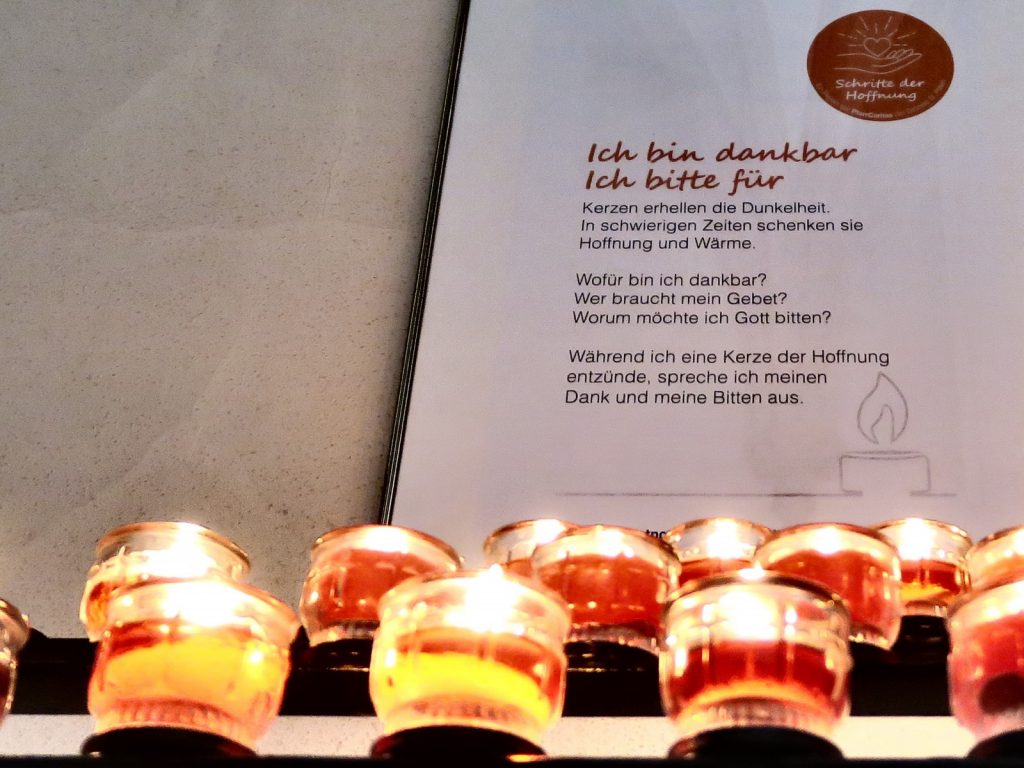 Schritte der
Hoffnung
PfarrCaritas
Ich bin dankbar
Ich bitte für
Kerzen erhellen die Dunkelheit.
In schwierigen Zeiten schenken sie
Hoffnung und Wärme.
Wofür bin ich dankbar?
Wer braucht mein Gebet?
Worum möchte ich Gott bitten?
Während ich eine Kerze der Hoffnung
entzünde, spreche ich meinen
Dank und meine Bitten aus.